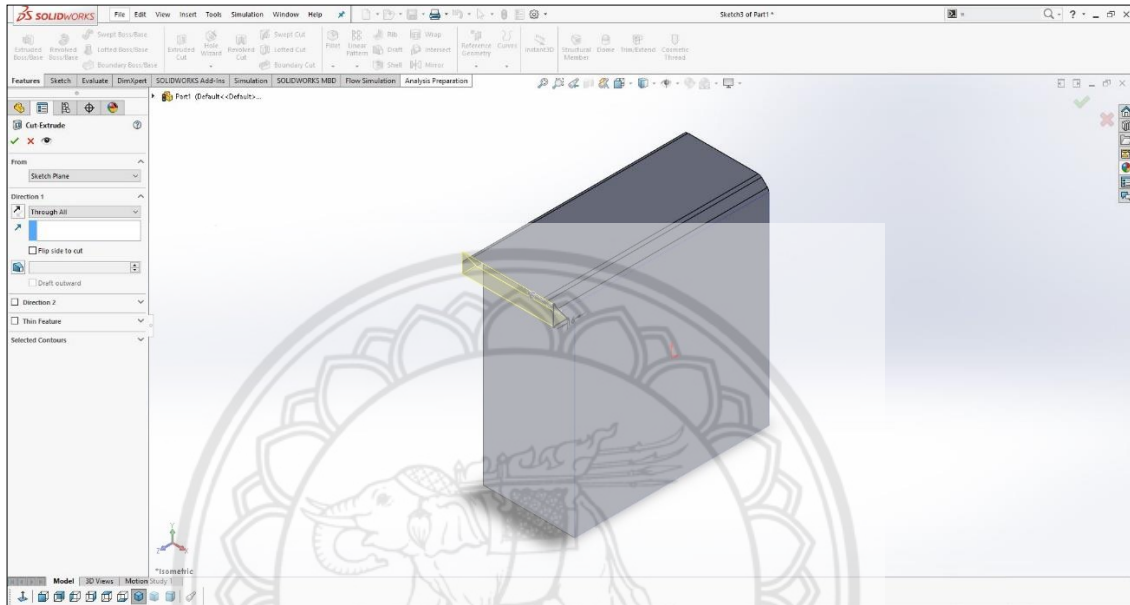 SOLIDWORKS File Edit View Insert Tools Simulation Window Help Sketch3 of Part1 *
Extruded Boss/Base Revolved Boss/Base Swept Boss/Base Lofted Boss/Base Boundary Boss/Base Extruded Cut Hole Wizard Revolved Cut Swept Cut Lofted Cut Boundary Cut Fillet Linear Pattern Rib Draft Shell Wrap Intersect Mirror Reference Geometry Curves Instant3D Structural Member Dome Trim/Extend Cosmetic Thread
Features Sketch Evaluate DimXpert SOLIDWORKS Add-Ins Simulation SOLIDWORKS MBD Flow Simulation Analysis Preparation
Part1 (Default<<Default>...
Cut-Extrude
From
Sketch Plane
Direction 1
Through All
Flip side to cut
Draft outward
Direction 2
Thin Feature
Selected Contours
Y
Z
*Isometric
Model 3D Views Motion Study 1